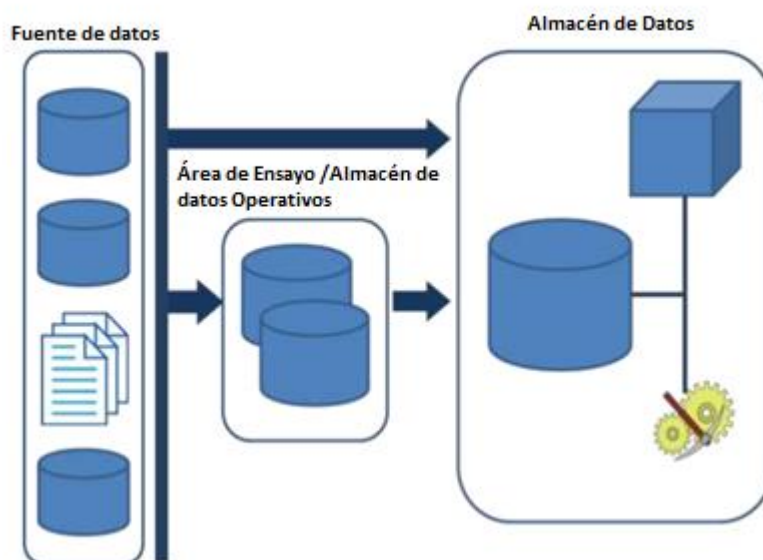 Fuente de datos
Almacén de Datos
Área de Ensayo /Almacén de
datos Operativos